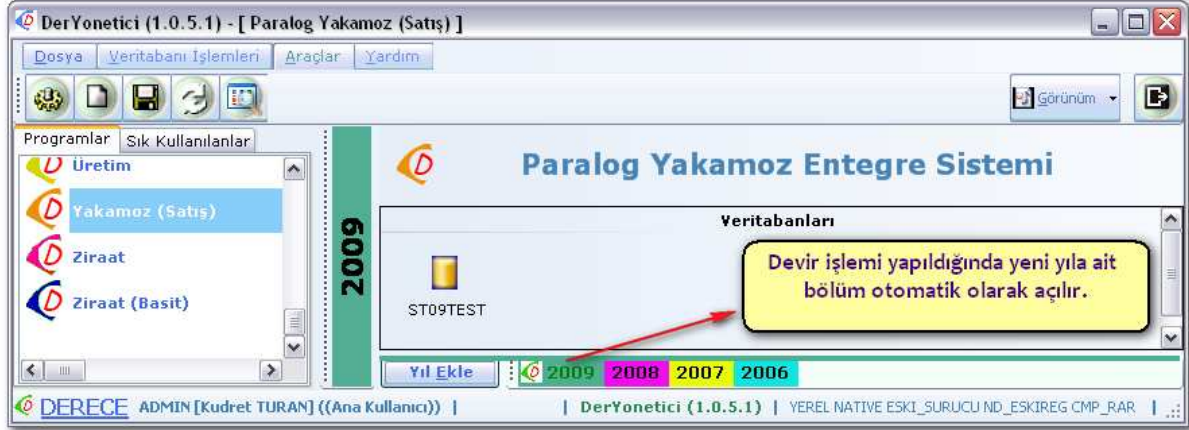 DerYonetici (1.0.5.1) - [ Paralog Yakamoz (Satış) ]
Dosya Veritabanı İşlemleri Araçlar Yardım
Görünüm
Programlar Sık Kullanılanlar
Üretim
Yakamoz (Satış)
Ziraat
Ziraat (Basit)
2009
Paralog Yakamoz Entegre Sistemi
Veritabanları
ST09TEST
Devir işlemi yapıldığında yeni yıla ait
bölüm otomatik olarak açılır.
Yıl Ekle 2009 2008 2007 2006
DERECE ADMIN [Kudret TURAN] ((Ana Kullanıcı)) | | DerYonetici (1.0.5.1) | YEREL NATIVE ESKI_SURUCU ND_ESKIREG CMP_RAR |